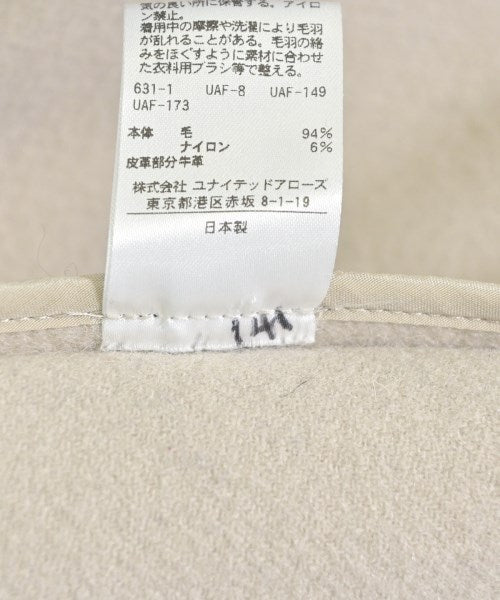 気の良い所に保管する。アイロ
ン禁止。
着用中の摩擦や洗濯により毛羽
が乱れることがある。毛羽の絡
みをほぐすように素材に合わせ
た衣料用ブラシ等で整える。
631-1 UAF-8 UAF-149
UAF-173
本体 毛 94%
ナイロン 6%
皮革部分牛革
株式会社 ユナイテッドアローズ
東京都港区赤坂 8-1-19
日本製